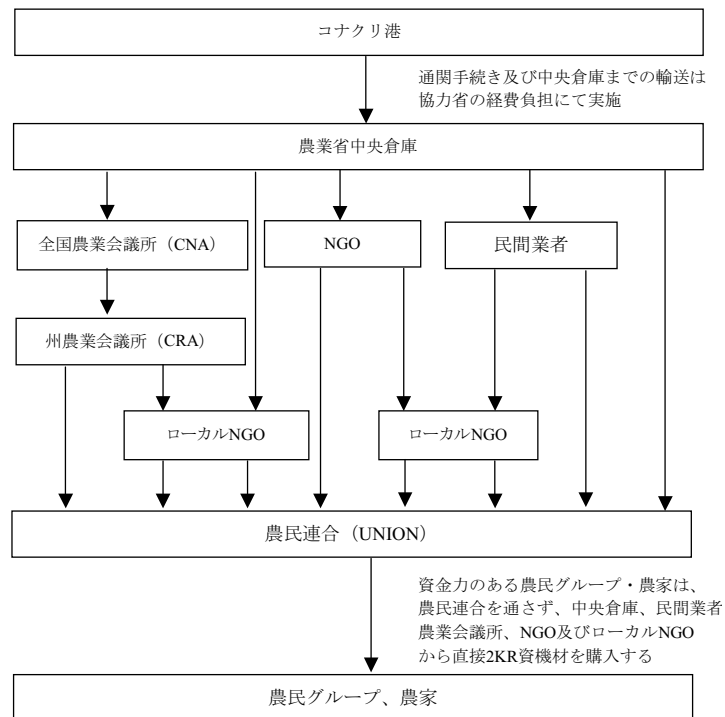 コナクリ港
通関手続き及び中央倉庫までの輸送は
協力省の経費負担にて実施
農業省中央倉庫
全国農業会議所（CNA）
NGO
民間業者
州農業会議所（CRA）
ローカルNGO
ローカルNGO
農民連合（UNION）
資金力のある農民グループ・農家は、
農民連合を通さず、中央倉庫、民間業者
農業会議所、NGO及びローカルNGO
から直接2KR資機材を購入する
農民グループ、農家